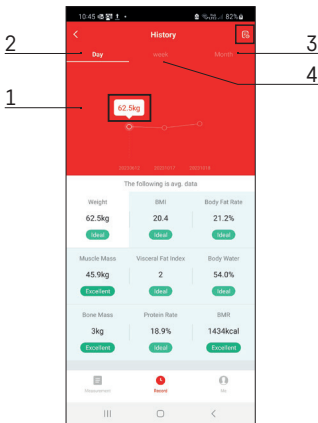 10:45 82%
History
Day week Month
2
3
4
1
62.5kg
The following is avg. data
Weight BMI Body Fat Rate
62.5kg 20.4 21.2%
Ideal Ideal Ideal
Muscle Mass Visceral Fat Index Body Water
45.9kg 2 54.0%
Excellent Ideal Ideal
Bone Mass Protein Rate BMR
3kg 18.9% 1434kcal
Excellent Ideal Excellent
Measurement Record Me